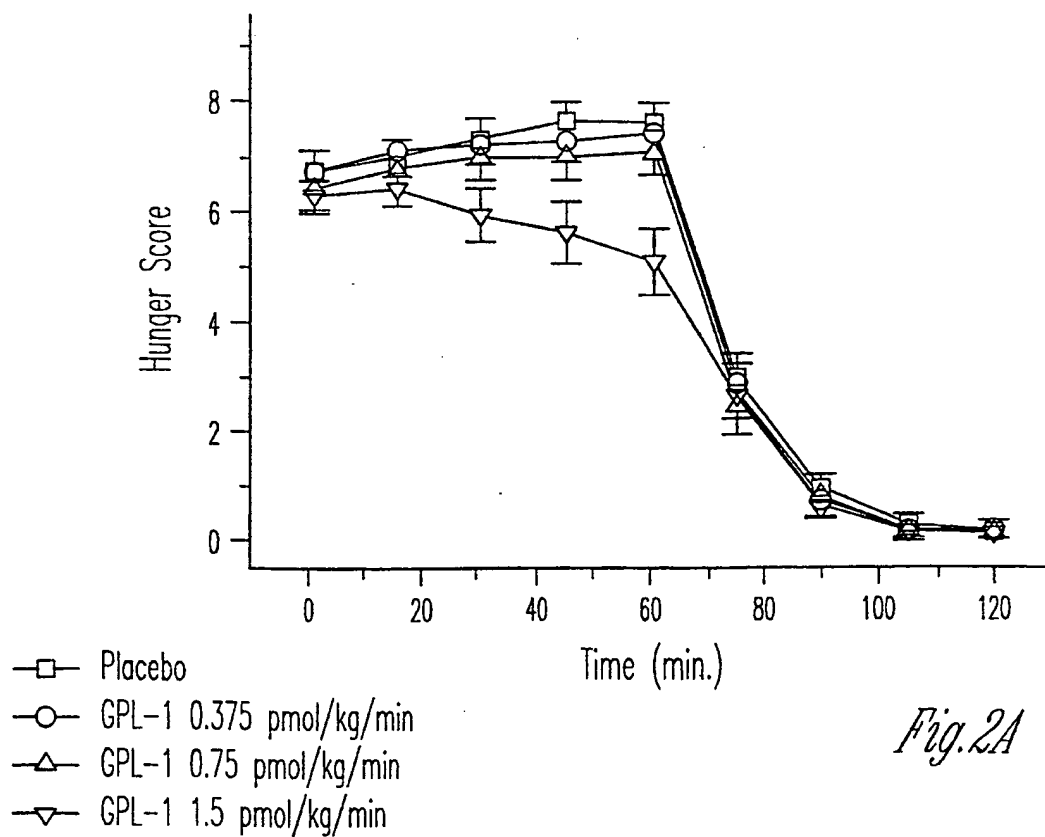 8
6
4
2
0
Hunger Score
0 20 40 60 80 100 120
Time (min.)
Placebo
GPL-1 0.375 pmol/kg/min
GPL-1 0.75 pmol/kg/min
GPL-1 1.5 pmol/kg/min
Fig.2A